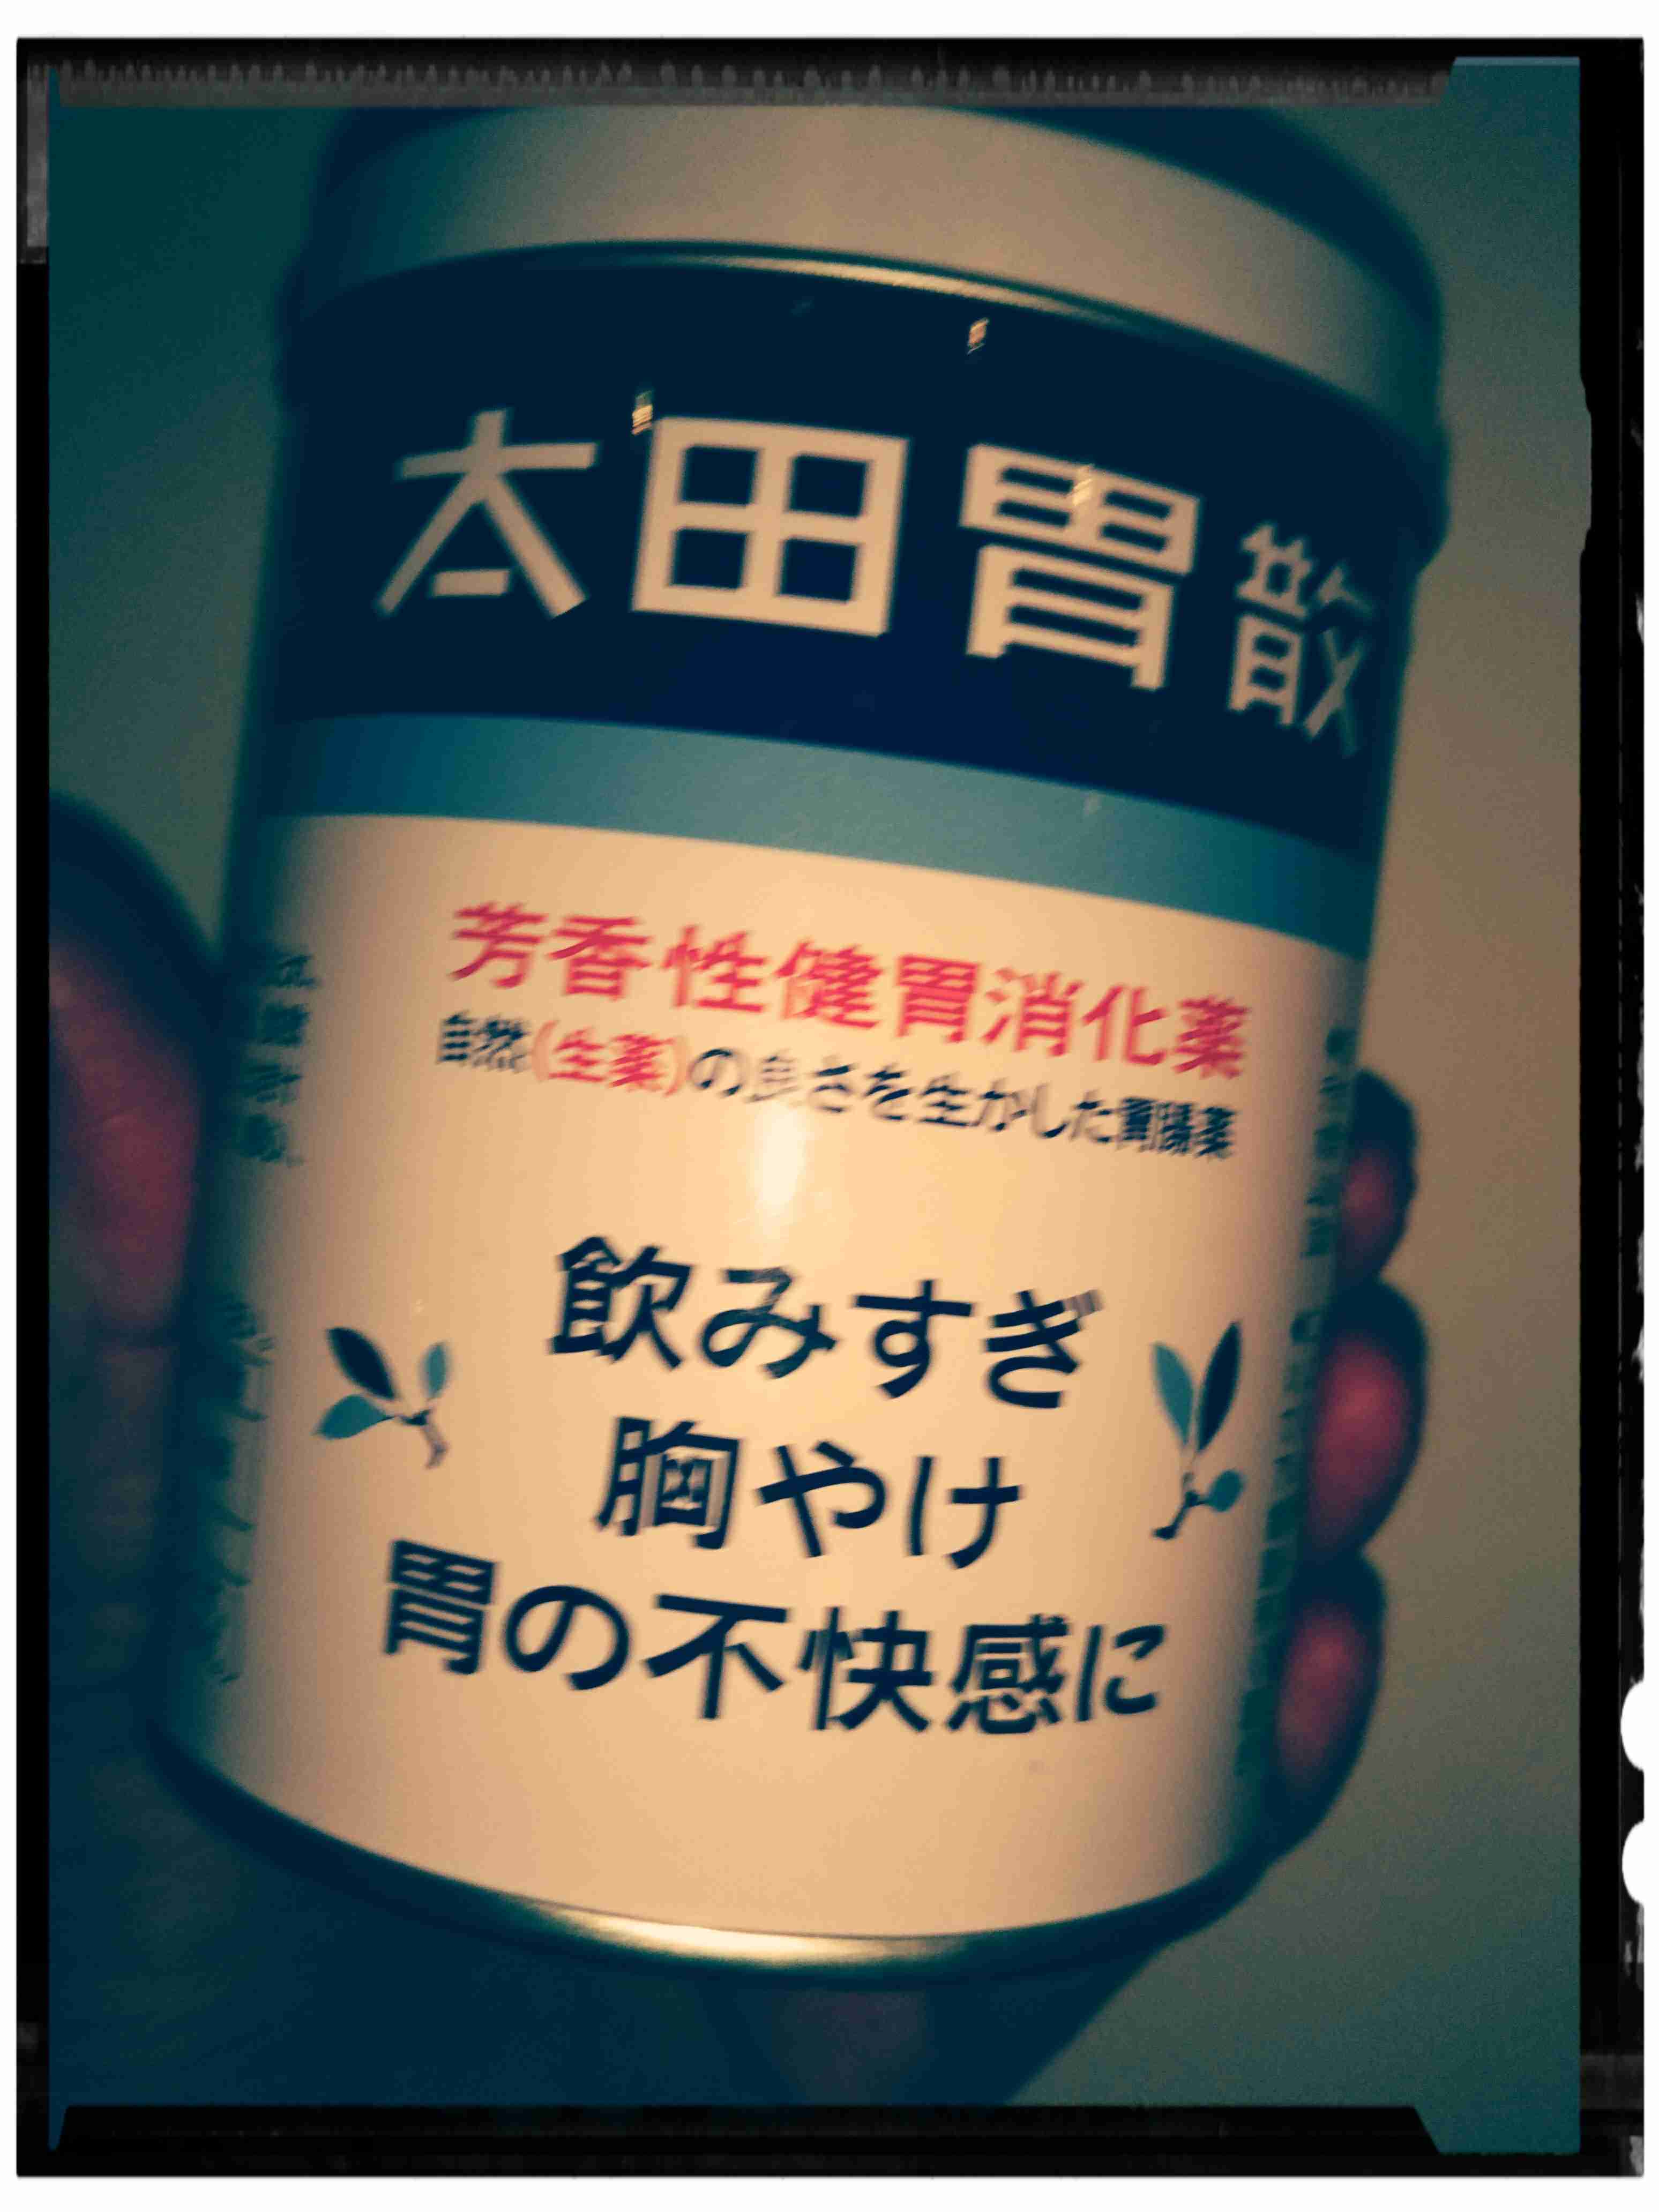 太田胃散
芳香性健胃消化薬
自然(生薬)の良さを生かした胃腸薬
飲みすぎ
胸やけ
胃の不快感に